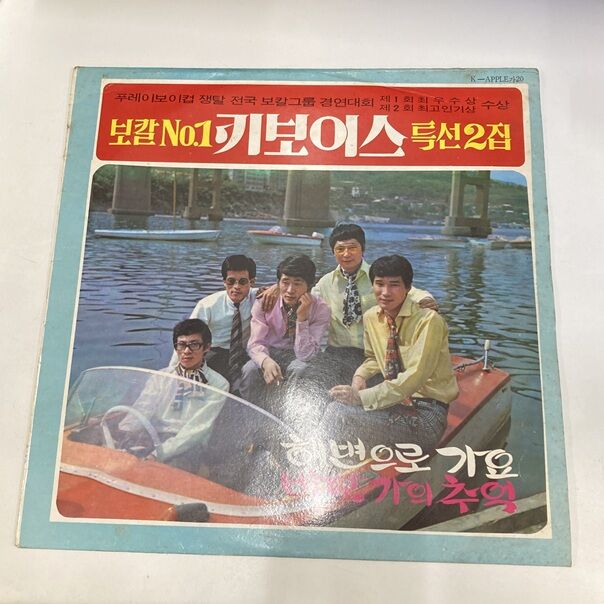 K—APPLE가20
푸레이보이컵 쟁탈 전국 보칼그룹 경연대회 제1회 최우수상 제2회 최고인기상 수상
보칼 No.1 키보이스 특선2집
해변으로 가요
가의 추억